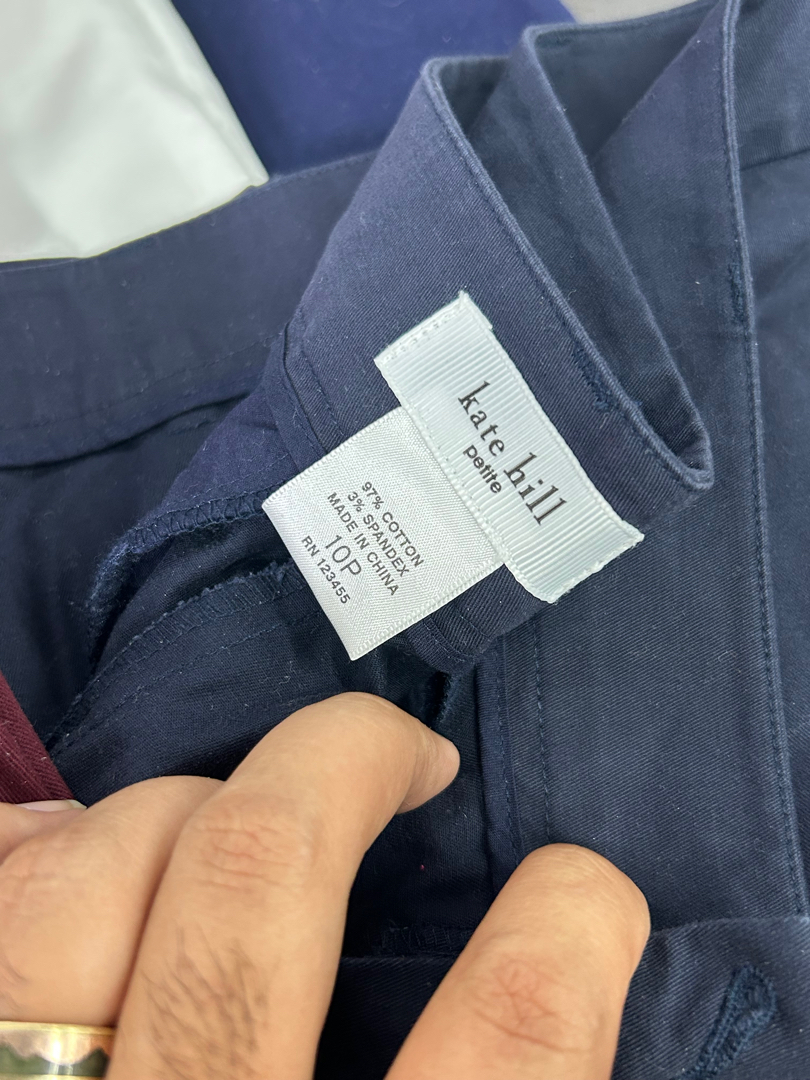 kate hill
petite
97% COTTON
3% SPANDEX
MADE IN CHINA
10P
RN 123455